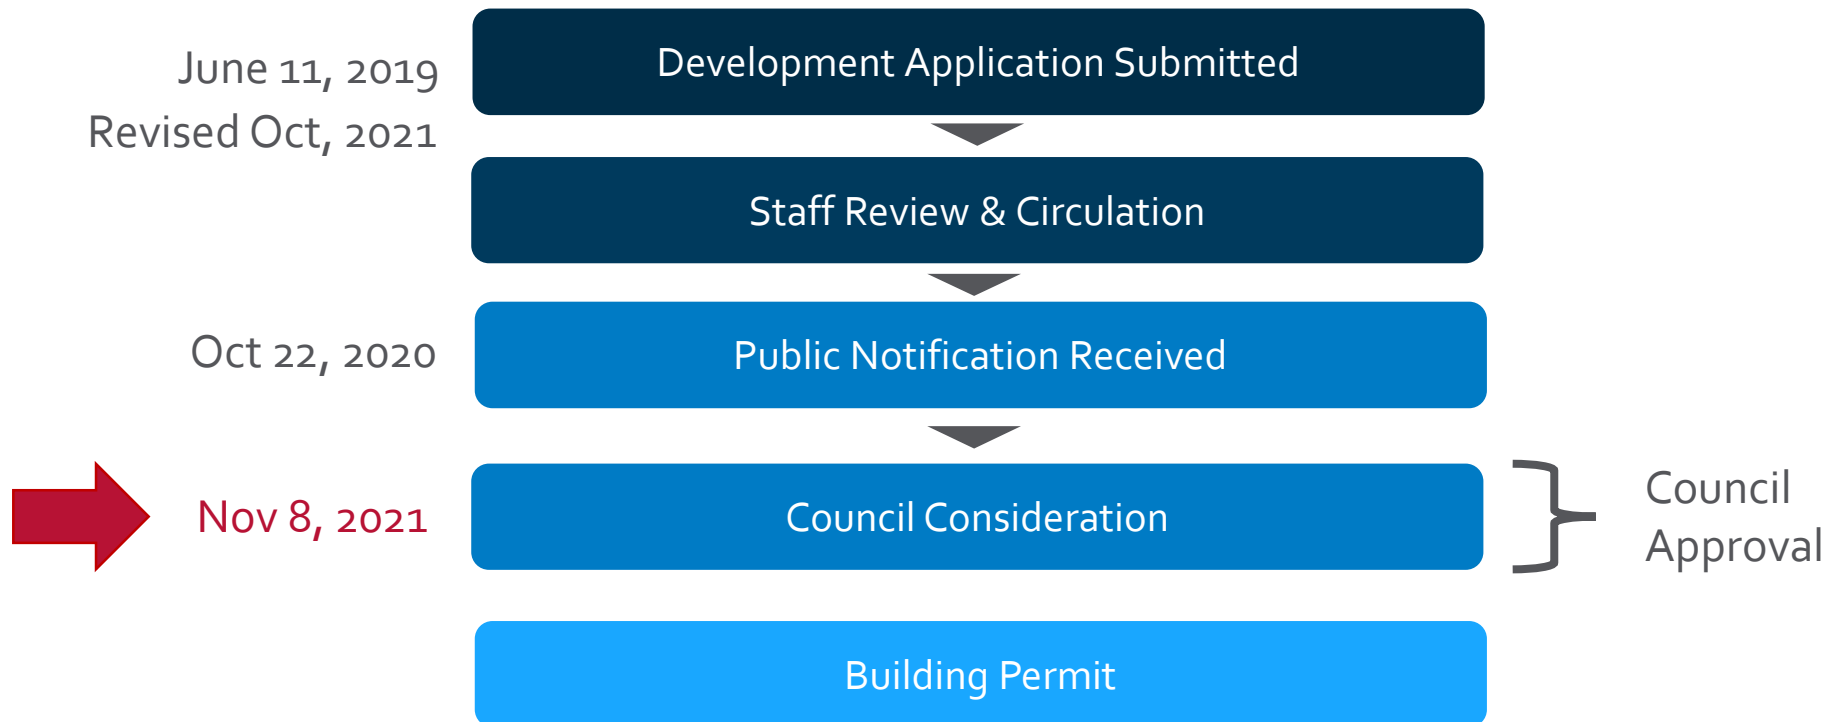 June 11, 2019
Development Application Submitted
Revised Oct, 2021
Staff Review & Circulation
Oct 22, 2020
Public Notification Received
Nov 8, 2021
Council Consideration
Council
Approval
Building Permit